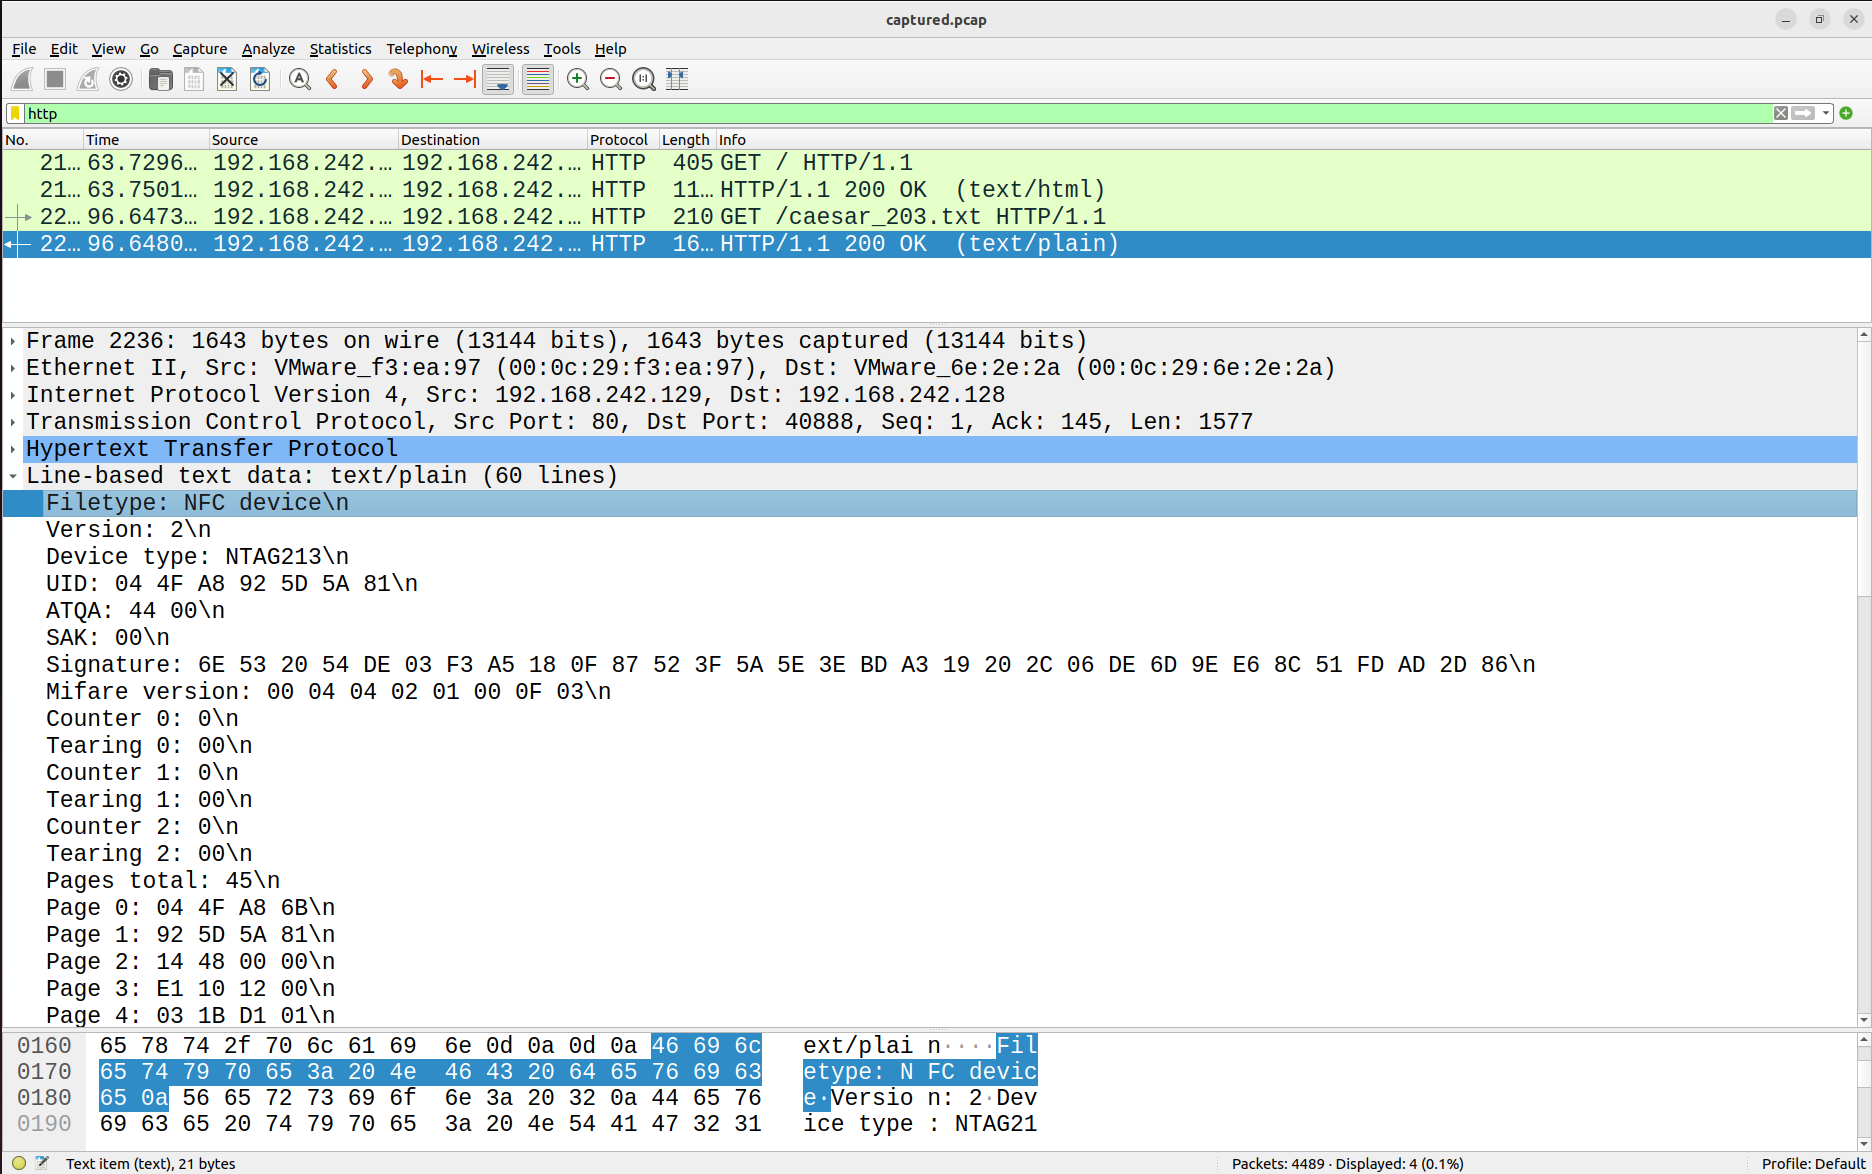 captured.pcap
File Edit View Go Capture Analyze Statistics Telephony Wireless Tools Help
http
No. Time Source Destination Protocol Length Info
21… 63.7296… 192.168.242.… 192.168.242.… HTTP 405 GET / HTTP/1.1
21… 63.7501… 192.168.242.… 192.168.242.… HTTP 11… HTTP/1.1 200 OK  (text/html)
22… 96.6473… 192.168.242.… 192.168.242.… HTTP 210 GET /caesar_203.txt HTTP/1.1
22… 96.6480… 192.168.242.… 192.168.242.… HTTP 16… HTTP/1.1 200 OK  (text/plain)
Frame 2236: 1643 bytes on wire (13144 bits), 1643 bytes captured (13144 bits)
Ethernet II, Src: VMware_f3:ea:97 (00:0c:29:f3:ea:97), Dst: VMware_6e:2e:2a (00:0c:29:6e:2e:2a)
Internet Protocol Version 4, Src: 192.168.242.129, Dst: 192.168.242.128
Transmission Control Protocol, Src Port: 80, Dst Port: 40888, Seq: 1, Ack: 145, Len: 1577
Hypertext Transfer Protocol
Line-based text data: text/plain (60 lines)
Filetype: NFC device\n
Version: 2\n
Device type: NTAG213\n
UID: 04 4F A8 92 5D 5A 81\n
ATQA: 44 00\n
SAK: 00\n
Signature: 6E 53 20 54 DE 03 F3 A5 18 0F 87 52 3F 5A 5E 3E BD A3 19 20 2C 06 DE 6D 9E E6 8C 51 FD AD 2D 86\n
Mifare version: 00 04 04 02 01 00 0F 03\n
Counter 0: 0\n
Tearing 0: 00\n
Counter 1: 0\n
Tearing 1: 00\n
Counter 2: 0\n
Tearing 2: 00\n
Pages total: 45\n
Page 0: 04 4F A8 6B\n
Page 1: 92 5D 5A 81\n
Page 2: 14 48 00 00\n
Page 3: E1 10 12 00\n
Page 4: 03 1B D1 01\n
0160 65 78 74 2f 70 6c 61 69 6e 0d 0a 0d 0a 46 69 6c ext/plai n····Fil
0170 65 74 79 70 65 3a 20 4e 46 43 20 64 65 76 69 63 etype: N FC devic
0180 65 0a 56 65 72 73 69 6f 6e 3a 20 32 0a 44 65 76 e·Versio n: 2·Dev
0190 69 63 65 20 74 79 70 65 3a 20 4e 54 41 47 32 31 ice type : NTAG21
Text item (text), 21 bytes Packets: 4489 · Displayed: 4 (0.1%) Profile: Default